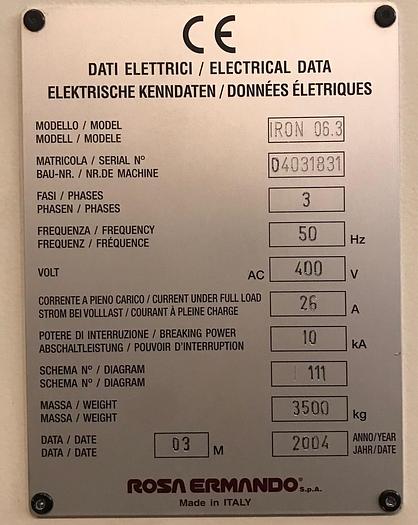 CE
DATI ELETTRICI / ELECTRICAL DATA
ELEKTRISCHE KENNDATEN / DONNÉES ÉLETRIQUES
MODELLO / MODEL
MODELL / MODELE
IRON 06.3
MATRICOLA / SERIAL Nº
BAU-NR. / NR.DE MACHINE
D4031831
FASI / PHASES
PHASEN / PHASES
3
FREQUENZA / FREQUENCY
FREQUENZ / FRÉQUENCE
50 Hz
VOLT AC 400 V
CORRENTE A PIENO CARICO / CURRENT UNDER FULL LOAD
STROM BEI VOLLLAST / COURANT À PLEINE CHARGE
26 A
POTERE DI INTERRUZIONE / BREAKING POWER
ABSCHALTLEISTUNG / POUVOIR D'INTERRUPTION
10 kA
SCHEMA Nº / DIAGRAM
SCHEMA Nº / DIAGRAM
111
MASSA / WEIGHT
MASSA / WEIGHT
3500 kg
DATA / DATE
DATA / DATE
03 M 2004
ANNO/YEAR
JAHR/DATE
ROSA ERMANDO® S.p.A.
Made in ITALY